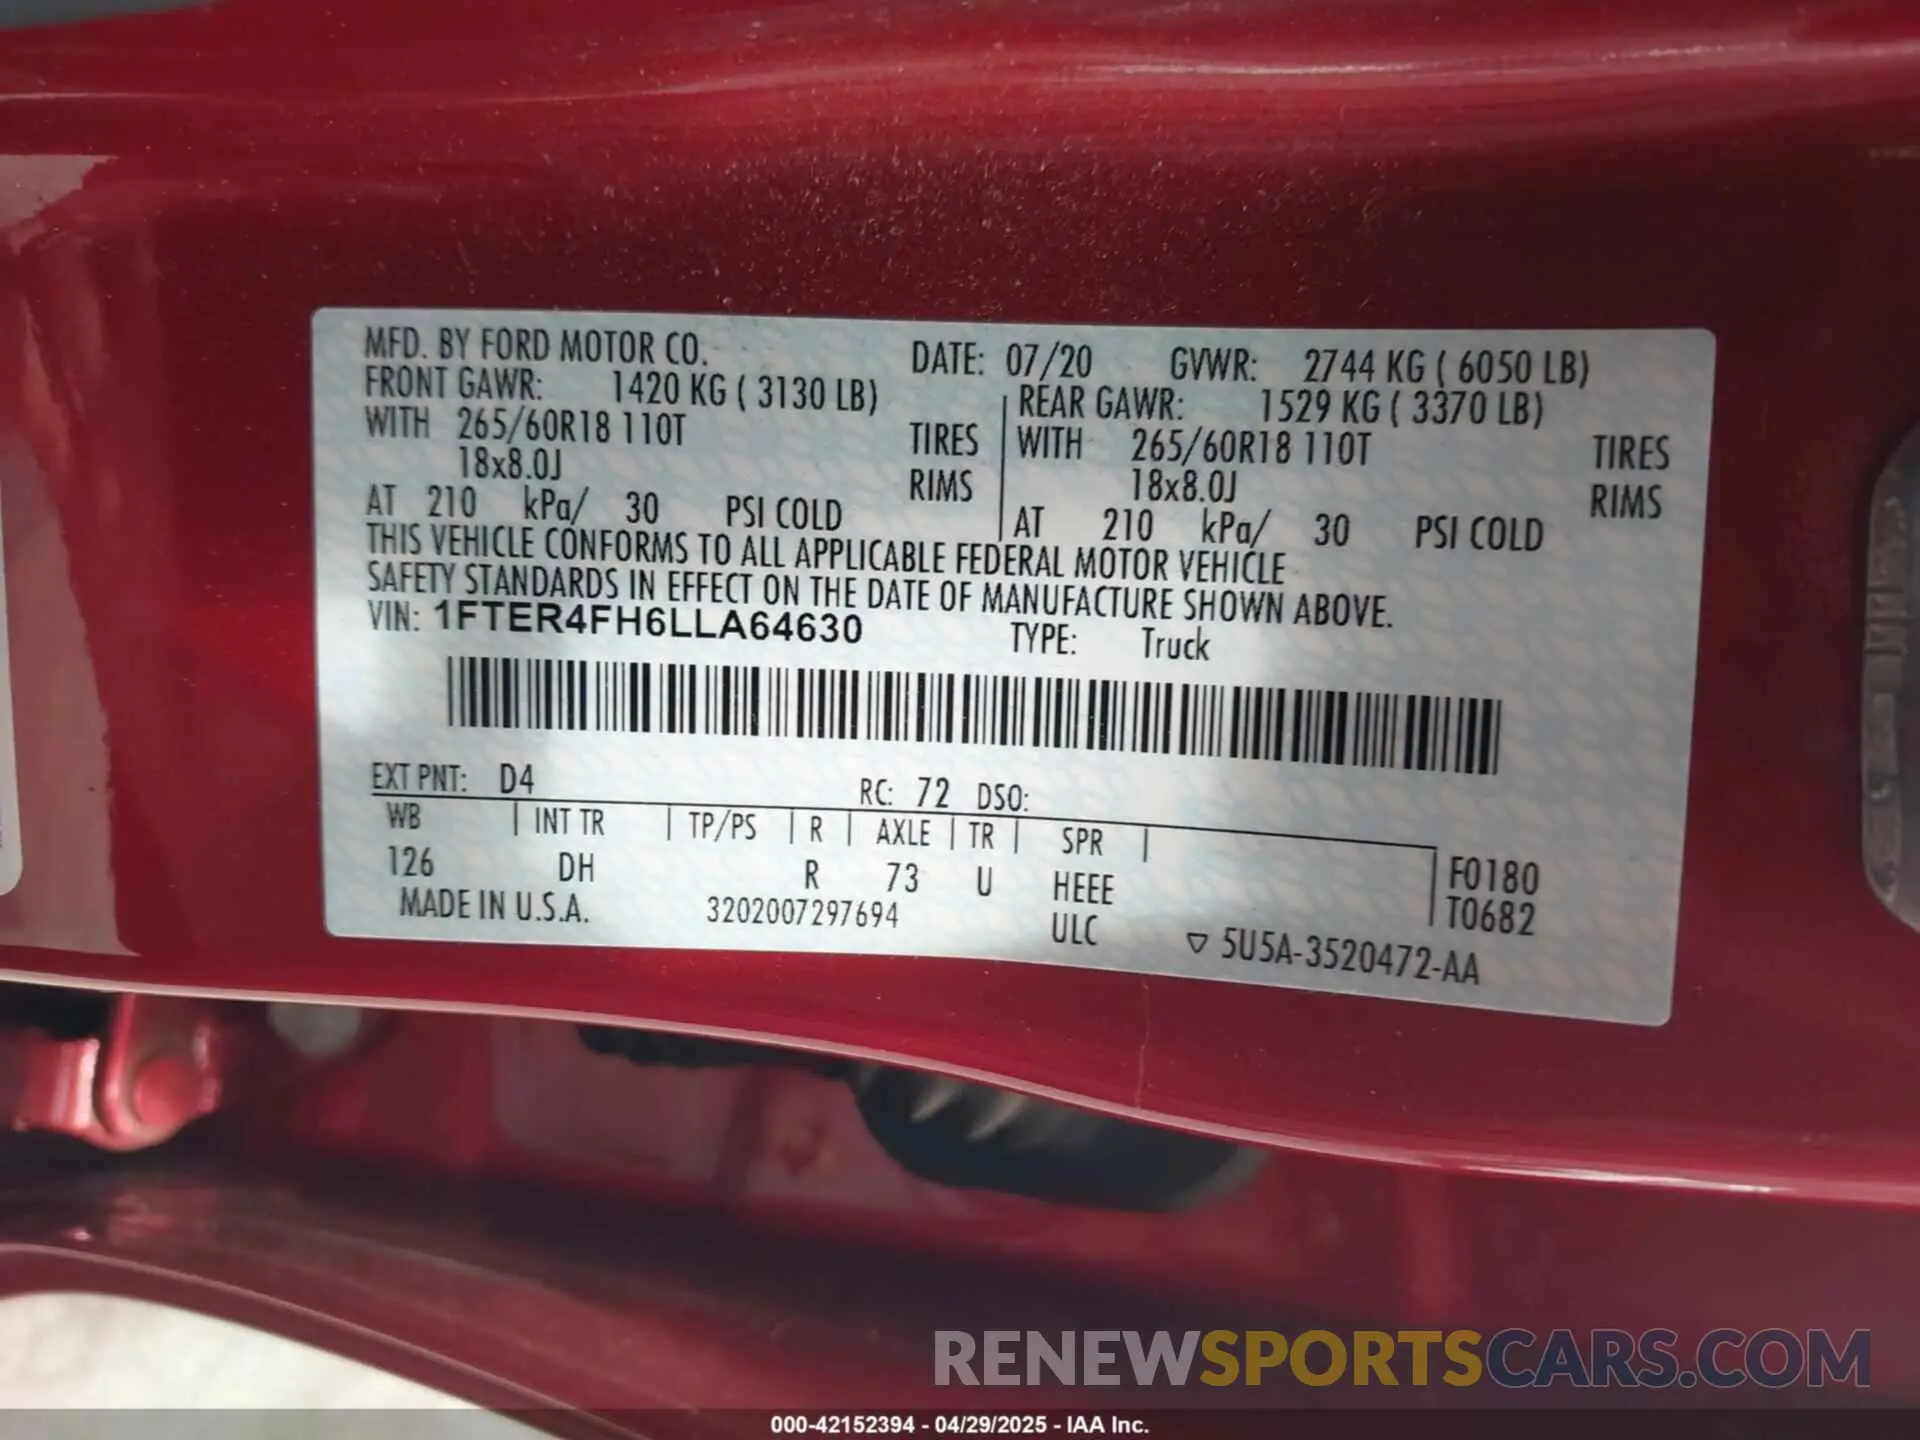 MFD. BY FORD MOTOR CO. DATE: 07/20 GVWR: 2744 KG ( 6050 LB)
FRONT GAWR: 1420 KG ( 3130 LB) REAR GAWR: 1529 KG ( 3370 LB)
WITH 265/60R18 110T TIRES WITH 265/60R18 110T TIRES
18x8.0J RIMS 18x8.0J RIMS
AT 210 kPa/ 30 PSI COLD AT 210 kPa/ 30 PSI COLD
THIS VEHICLE CONFORMS TO ALL APPLICABLE FEDERAL MOTOR VEHICLE
SAFETY STANDARDS IN EFFECT ON THE DATE OF MANUFACTURE SHOWN ABOVE.
VIN: 1FTER4FH6LLA64630 TYPE: Truck
EXT PNT: D4 RC: 72 DSO:
WB INT TR TP/PS R AXLE TR SPR
126 DH R 73 U HEEE F0180
MADE IN U.S.A. 3202007297694 ULC T0682
5U5A-3520472-AA
RENEWSPORTSCARS.COM
000-42152394 - 04/29/2025 - IAA Inc.